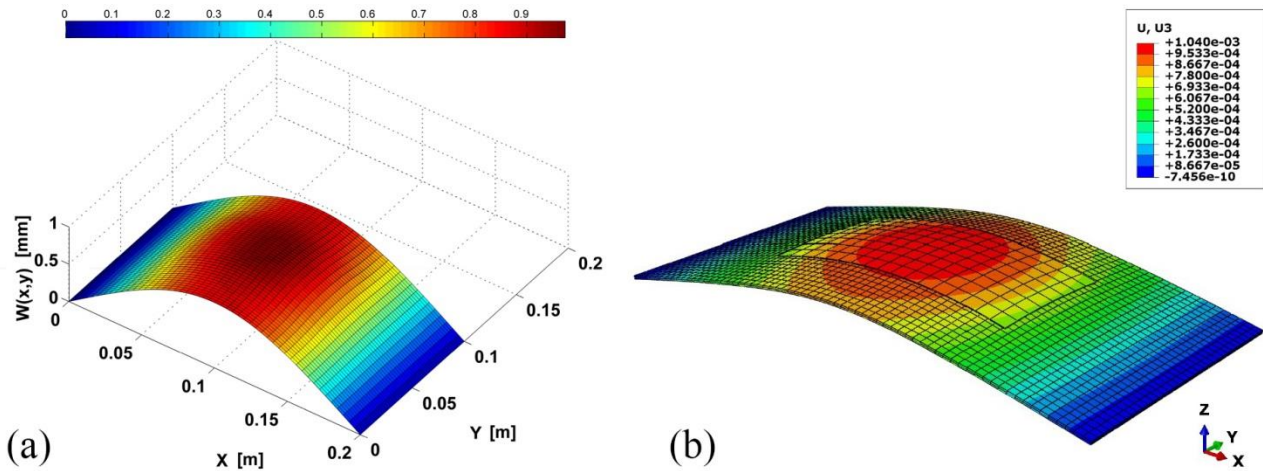 0 0.1 0.2 0.3 0.4 0.5 0.6 0.7 0.8 0.9
W(x,y) [mm]
1
0.5
0
0
0.05
0.1
0.15
0.2
X [m]
0
0.05
0.1
0.15
0.2
Y [m]
(a)
U, U3
+1.040e-03
+9.533e-04
+8.667e-04
+7.800e-04
+6.933e-04
+6.067e-04
+5.200e-04
+4.333e-04
+3.467e-04
+2.600e-04
+1.733e-04
+8.667e-05
-7.456e-10
Z
Y
X
(b)